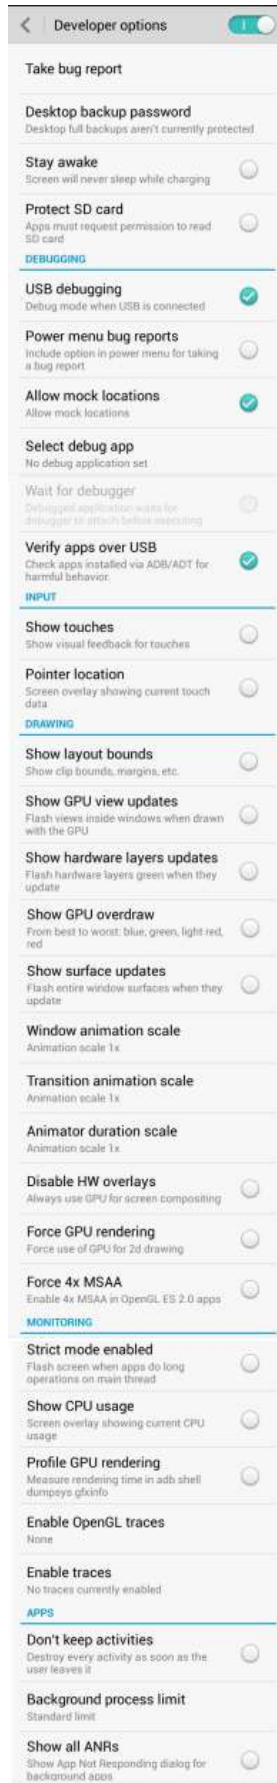 Developer options
Take bug report
Desktop backup password
Desktop full backups aren't currently protected
Stay awake
Screen will never sleep while charging
Protect SD card
Apps must request permission to read
SD card
DEBUGGING
USB debugging
Debug mode when USB is connected
Power menu bug reports
Include option in power menu for taking
a bug report
Allow mock locations
Allow mock locations
Select debug app
No debug application set
Wait for debugger
Debugged application waits for
debugger to attach before executing
Verify apps over USB
Check apps installed via ADB/ADT for
harmful behavior.
INPUT
Show touches
Show visual feedback for touches
Pointer location
Screen overlay showing current touch
data
DRAWING
Show layout bounds
Show clip bounds, margins, etc.
Show GPU view updates
Flash views inside windows when drawn
with the GPU
Show hardware layers updates
Flash hardware layers green when they
update
Show GPU overdraw
From best to worst: blue, green, light red,
red
Show surface updates
Flash entire window surfaces when they
update
Window animation scale
Animation scale 1x
Transition animation scale
Animation scale 1x
Animator duration scale
Animation scale 1x
Disable HW overlays
Always use GPU for screen compositing
Force GPU rendering
Force use of GPU for 2d drawing
Force 4x MSAA
Enable 4x MSAA in OpenGL ES 2.0 apps
MONITORING
Strict mode enabled
Flash screen when apps do long
operations on main thread
Show CPU usage
Screen overlay showing current CPU
usage
Profile GPU rendering
Measure rendering time in adb shell
dumpsys gfxinfo
Enable OpenGL traces
None
Enable traces
No traces currently enabled
APPS
Don't keep activities
Destroy every activity as soon as the
user leaves it
Background process limit
Standard limit
Show all ANRs
Show App Not Responding dialog for
background apps